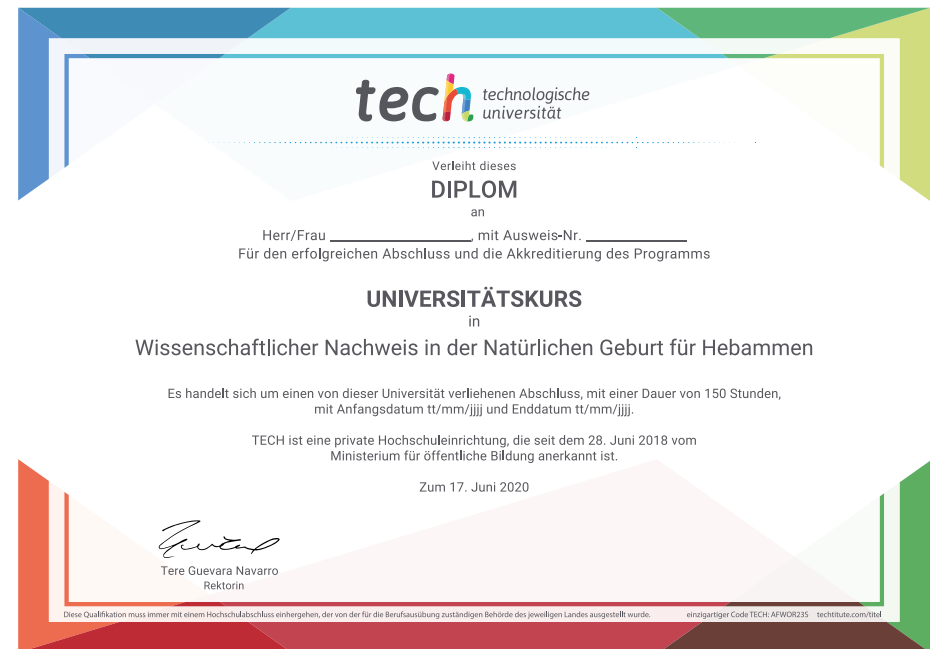 tech technologische
universität
Verleiht dieses
DIPLOM
an
Herr/Frau ____________________, mit Ausweis-Nr. ______________
Für den erfolgreichen Abschluss und die Akkreditierung des Programms
UNIVERSITÄTSKURS
in
Wissenschaftlicher Nachweis in der Natürlichen Geburt für Hebammen
Es handelt sich um einen von dieser Universität verliehenen Abschluss, mit einer Dauer von 150 Stunden,
mit Anfangsdatum tt/mm/jjjj und Enddatum tt/mm/jjjj.
TECH ist eine private Hochschuleinrichtung, die seit dem 28. Juni 2018 vom
Ministerium für öffentliche Bildung anerkannt ist.
Zum 17. Juni 2020
Tere Guevara Navarro
Rektorin
Diese Qualifikation muss immer mit einem Hochschulabschluss einhergehen, der von der für die Berufsausübung zuständigen Behörde des jeweiligen Landes ausgestellt wurde. einzigartiger Code TECH: AFWOR23S techtitute.com/titel